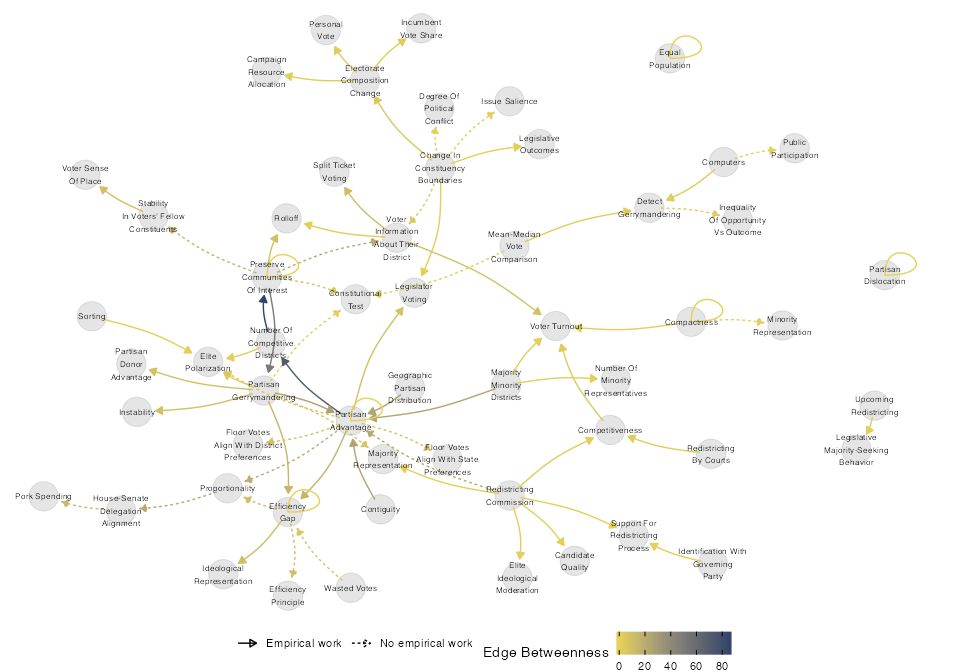 Personal
Vote
Incumbent
Vote Share
Equal
Population
Campaign
Resource
Allocation
Electorate
Composition
Change
Degree Of
Political
Conflict
Issue Salience
Legislative
Outcomes
Public
Participation
Computers
Change In
Constituency
Boundaries
Split Ticket
Voting
Voter Sense
Of Place
Stability
In Voters' Fellow
Constituents
Rolloff
Voter
Information
About Their
District
Detect
Gerrymandering
Inequality
Of Opportunity
Vs Outcome
Mean-Median
Vote
Comparison
Partisan
Dislocation
Preserve
Communities
Of Interest
Constitutional
Test
Legislator
Voting
Sorting
Voter Turnout
Compactness
Minority
Representation
Number Of
Competitive
Districts
Partisan
Donor
Advantage
Elite
Polarization
Partisan
Gerrymandering
Geographic
Partisan
Distribution
Majority
Minority
Districts
Number Of
Minority
Representatives
Instability
Partisan
Advantage
Competitiveness
Upcoming
Redistricting
Legislative
Majority-Seeking
Behavior
Floor Votes
Align With District
Preferences
Majority
Representation
Floor Votes
Align With State
Preferences
Redistricting
By Courts
Pork Spending
House-Senate
Delegation
Alignment
Proportionality
Efficiency
Gap
Contiguity
Redistricting
Commission
Support For
Redistricting
Process
Identification With
Governing
Party
Candidate
Quality
Elite
Ideological
Moderation
Ideological
Representation
Efficiency
Principle
Wasted Votes
Empirical work
No empirical work
Edge Betweenness
0 20 40 60 80